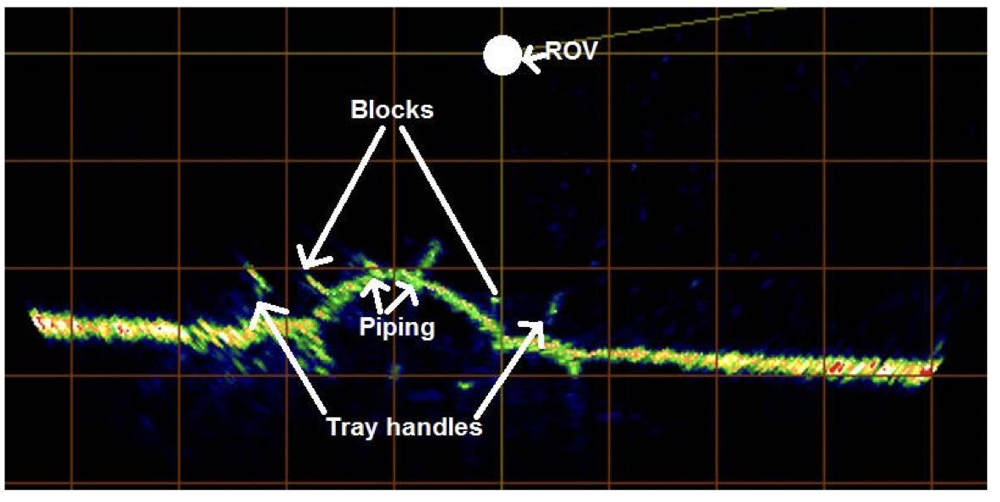 ROV
Blocks
Piping
Tray handles